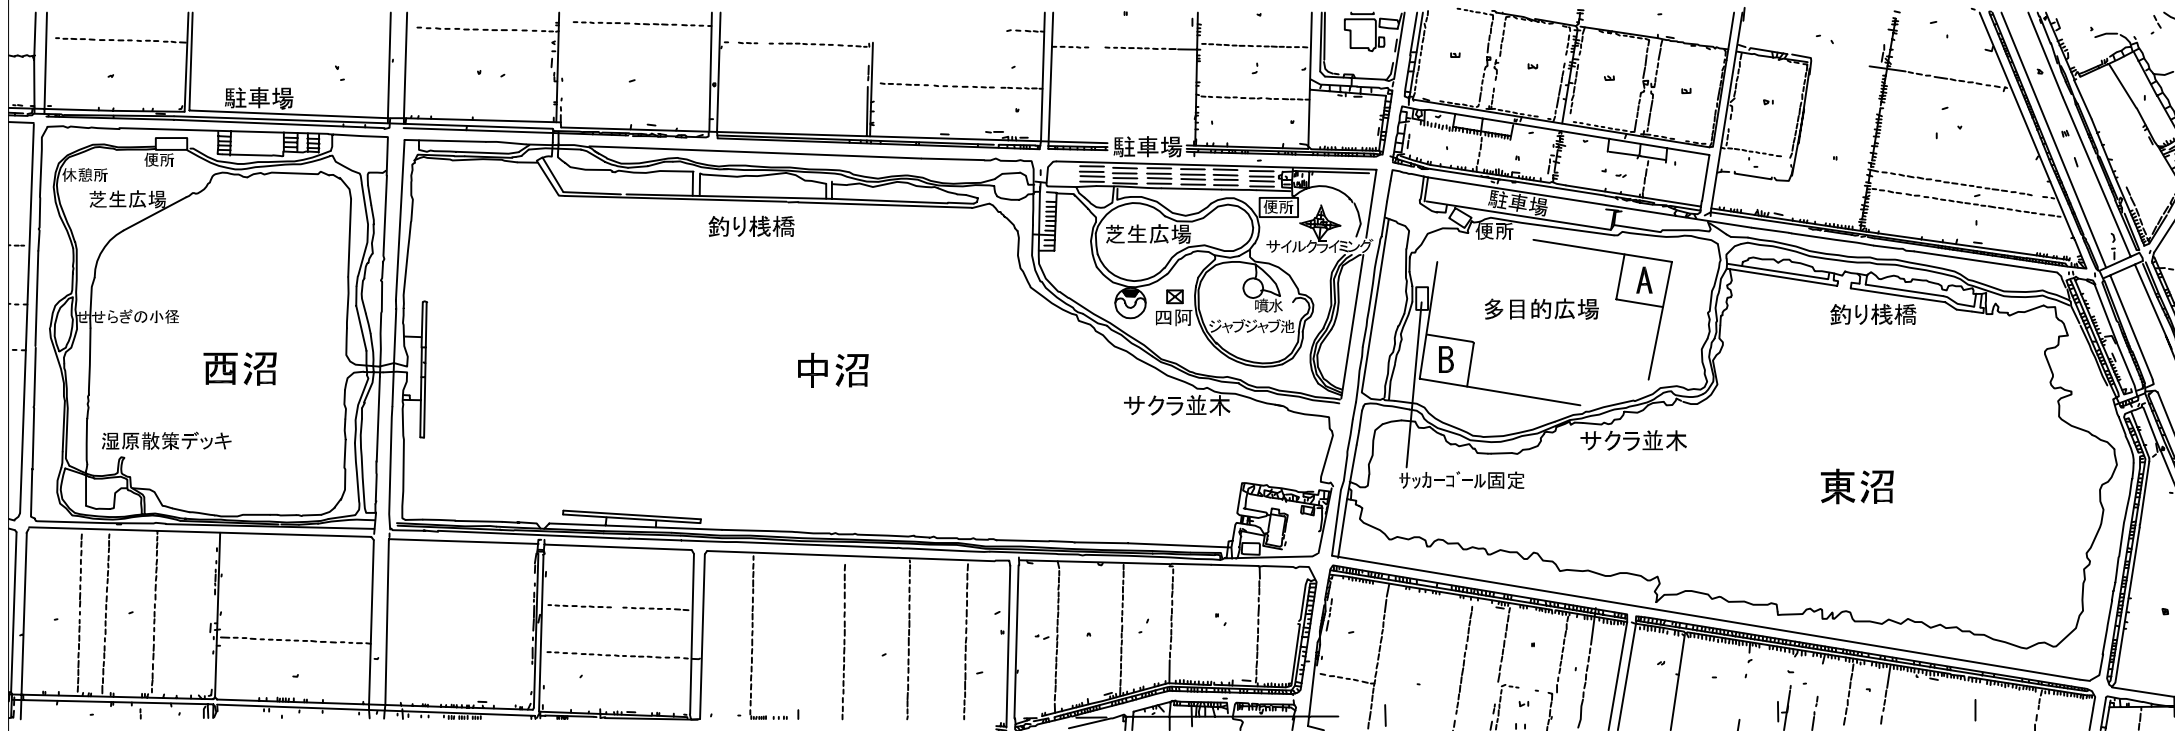 駐車場
便所
休憩所
芝生広場
せせらぎの小径
西沼
湿原散策デッキ
釣り桟橋
中沼
駐車場
便所
芝生広場
サイルクライミング
四阿
噴水
ジャブジャブ池
サクラ並木
駐車場
便所
A
多目的広場
B
釣り桟橋
サクラ並木
サッカーゴール固定
東沼